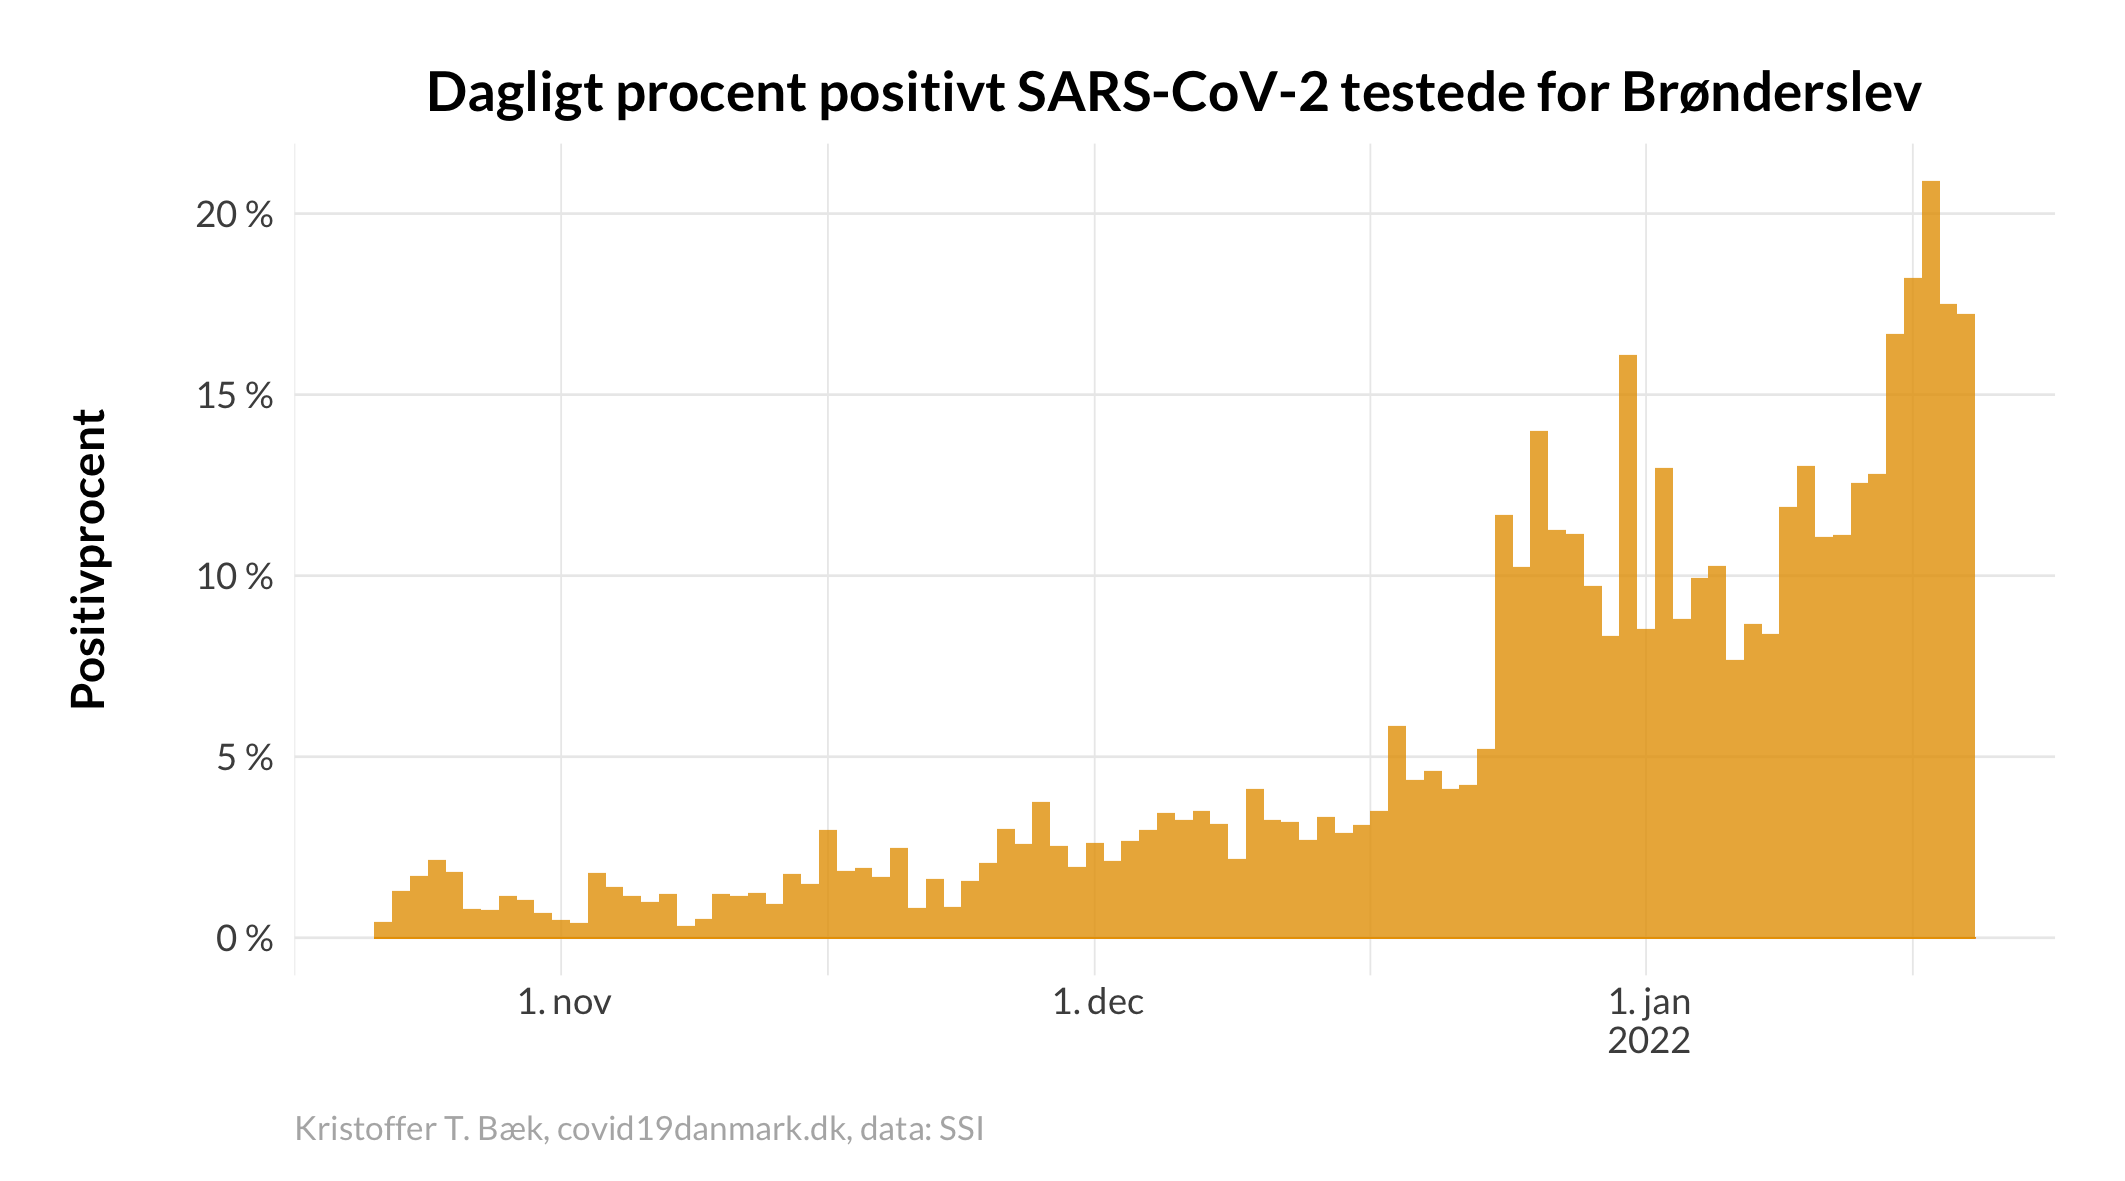 Dagligt procent positivt SARS-CoV-2 testede for Brønderslev
Positivprocent
20 %
15 %
10 %
5 %
0 %
1. nov
1. dec
1. jan
2022
Kristoffer T. Bæk, covid19danmark.dk, data: SSI